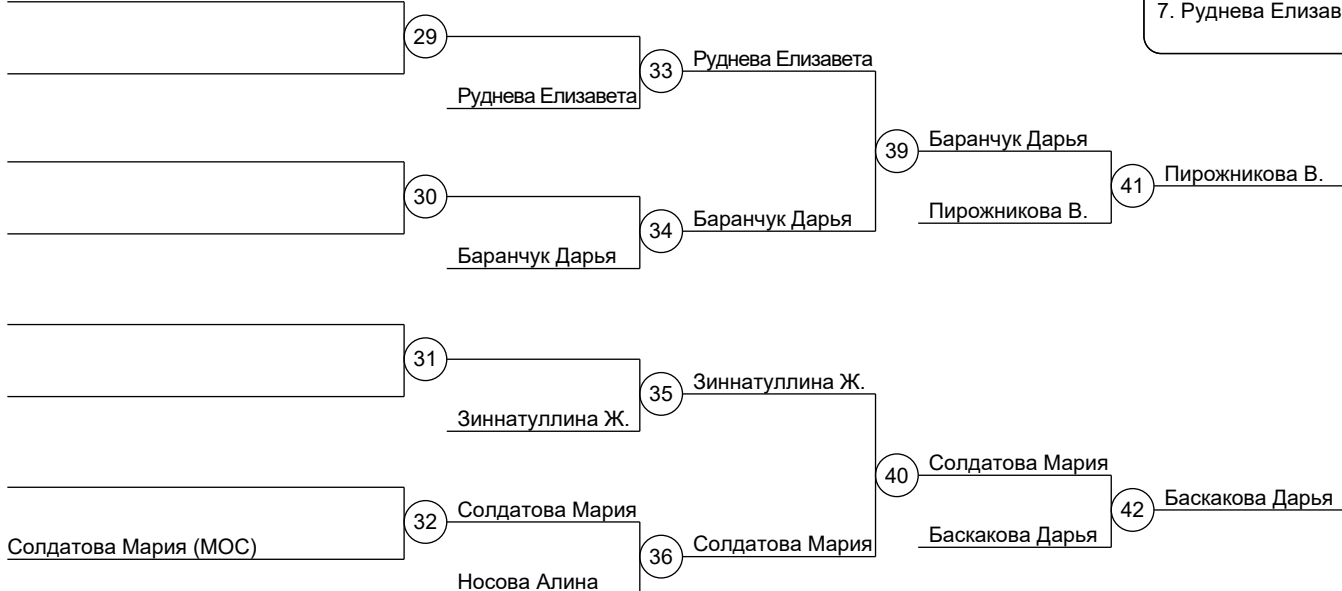 7. Руднева Елизав
29
Руднева Елизавета
33
Руднева Елизавета
Руднева Елизавета
39
Баранчук Дарья
41
Пирожникова В.
Пирожникова В.
30
34
Баранчук Дарья
Баранчук Дарья
31
35
Зиннатуллина Ж.
Зиннатуллина Ж.
40
Солдатова Мария
42
Баскакова Дарья
Баскакова Дарья
32
Солдатова Мария
Солдатова Мария (МОС)
36
Солдатова Мария
Носова Алина